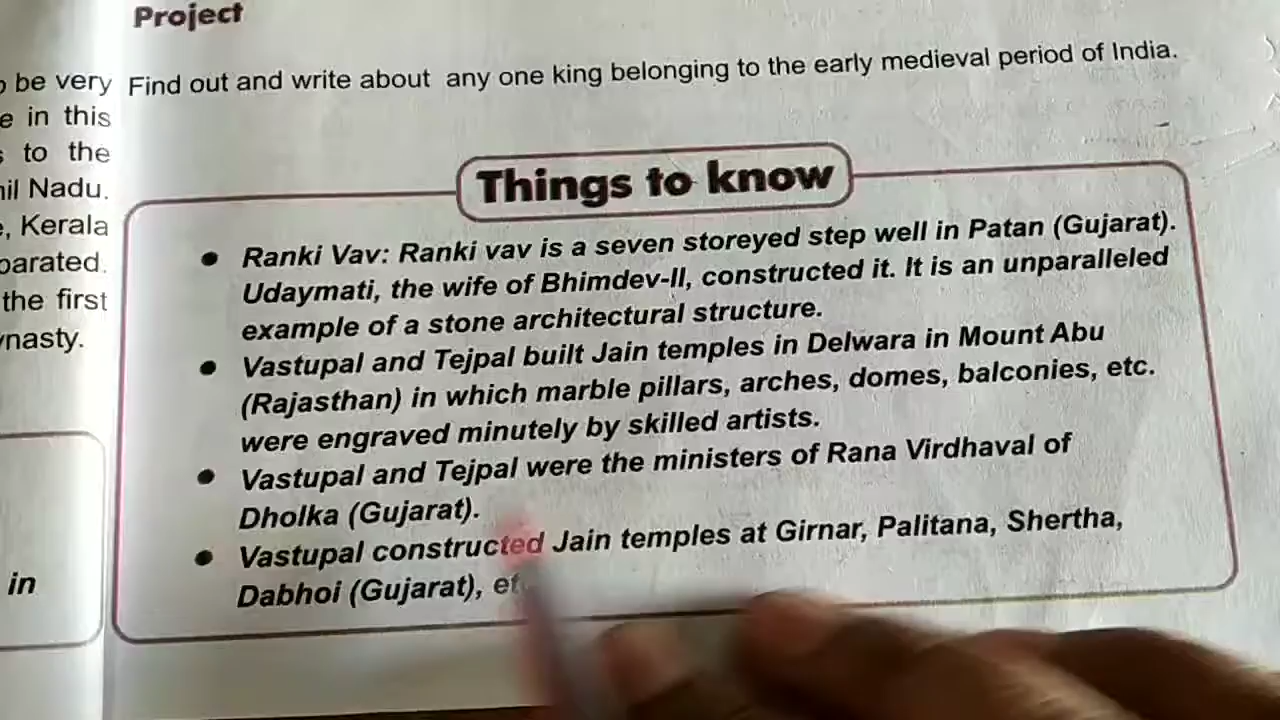 Project
Find out and write about any one king belonging to the early medieval period of India.
be very
in this
to the
Nadu.
Kerala
the first
in
Things to know
• Ranki Vav: Ranki vav is a seven storeyed step well in Patan (Gujarat).
Udaymati, the wife of Bhimdev-II, constructed it. It is an unparalleled
example of a stone architectural structure.
• Vastupal and Tejpal built Jain temples in Delwara in Mount Abu
(Rajasthan) in which marble pillars, arches, domes, balconies, etc.
were engraved minutely by skilled artists.
• Vastupal and Tejpal were the ministers of Rana Virdhaval of
Dholka (Gujarat).
• Vastupal constructed Jain temples at Girnar, Palitana, Shertha,
Dabhoi (Gujarat),